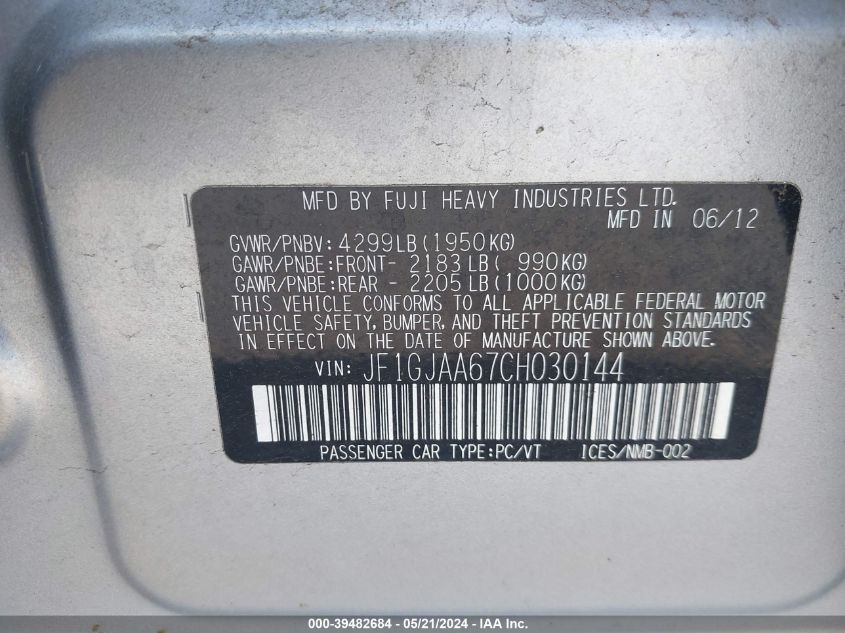 MFD BY FUJI HEAVY INDUSTRIES LTD.
MFD IN 06/12
GVWR/PNBV: 4299LB(1950KG)
GAWR/PNBE:FRONT- 2183LB( 990KG)
GAWR/PNBE:REAR - 2205LB(1000KG)
THIS VEHICLE CONFORMS TO ALL APPLICABLE FEDERAL MOTOR
VEHICLE SAFETY, BUMPER, AND THEFT PREVENTION STANDARDS
IN EFFECT ON THE DATE OF MANUFACTURE SHOWN ABOVE.
VIN: JF1GJAA67CH030144
PASSENGER CAR TYPE:PC/VT ICES/NMB-002
000-39482684 - 05/21/2024 - IAA Inc.